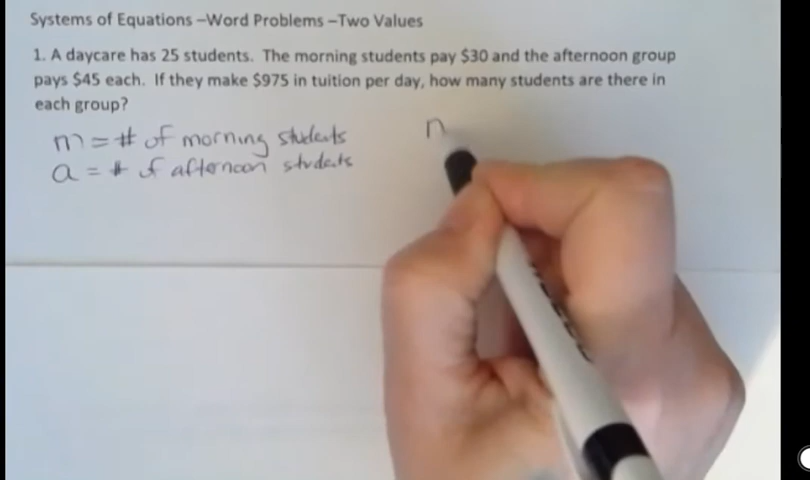 Systems of Equations –Word Problems –Two Values
1. A daycare has 25 students. The morning students pay $30 and the afternoon group
pays $45 each. If they make $975 in tuition per day, how many students are there in
each group?
m = # of morning students
a = # of afternoon students